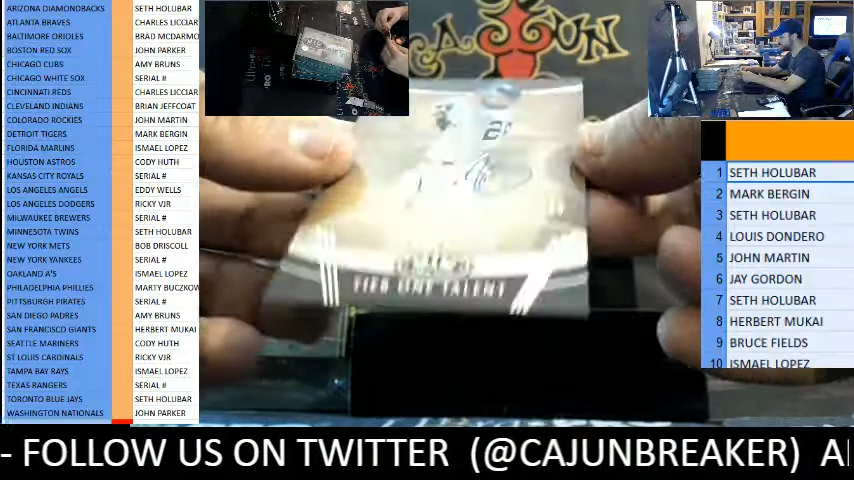 ARIZONA DIAMONDBACKS SETH HOLUBAR
ATLANTA BRAVES CHARLES LICCIAR
BALTIMORE ORIOLES BRAD MCDARMO
BOSTON RED SOX JOHN PARKER
CHICAGO CUBS AMY BRUNS
CHICAGO WHITE SOX SERIAL #
CINCINNATI REDS CHARLES LICCIAR
CLEVELAND INDIANS BRIAN JEFFCOAT
COLORADO ROCKIES JOHN MARTIN
DETROIT TIGERS MARK BERGIN
FLORIDA MARLINS ISMAEL LOPEZ
HOUSTON ASTROS CODY HUTH
KANSAS CITY ROYALS SERIAL #
LOS ANGELES ANGELS EDDY WELLS
LOS ANGELES DODGERS RICKY VJR
MILWAUKEE BREWERS SERIAL #
MINNESOTA TWINS SETH HOLUBAR
NEW YORK METS BOB DRISCOLL
NEW YORK YANKEES SERIAL #
OAKLAND A'S ISMAEL LOPEZ
PHILADELPHIA PHILLIES MARTY BUCZKOW
PITTSBURGH PIRATES SERIAL #
SAN DIEGO PADRES AMY BRUNS
SAN FRANCISCO GIANTS HERBERT MUKAI
SEATTLE MARINERS CODY HUTH
ST LOUIS CARDINALS RICKY VJR
TAMPA BAY RAYS ISMAEL LOPEZ
TEXAS RANGERS SERIAL #
TORONTO BLUE JAYS SETH HOLUBAR
WASHINGTON NATIONALS JOHN PARKER
CAJUN
TIER ONE TALENT
1 SETH HOLUBAR
2 MARK BERGIN
3 SETH HOLUBAR
4 LOUIS DONDERO
5 JOHN MARTIN
6 JAY GORDON
7 SETH HOLUBAR
8 HERBERT MUKAI
9 BRUCE FIELDS
10 ISMAEL LOPEZ
- FOLLOW US ON TWITTER (@CAJUNBREAKER) Al